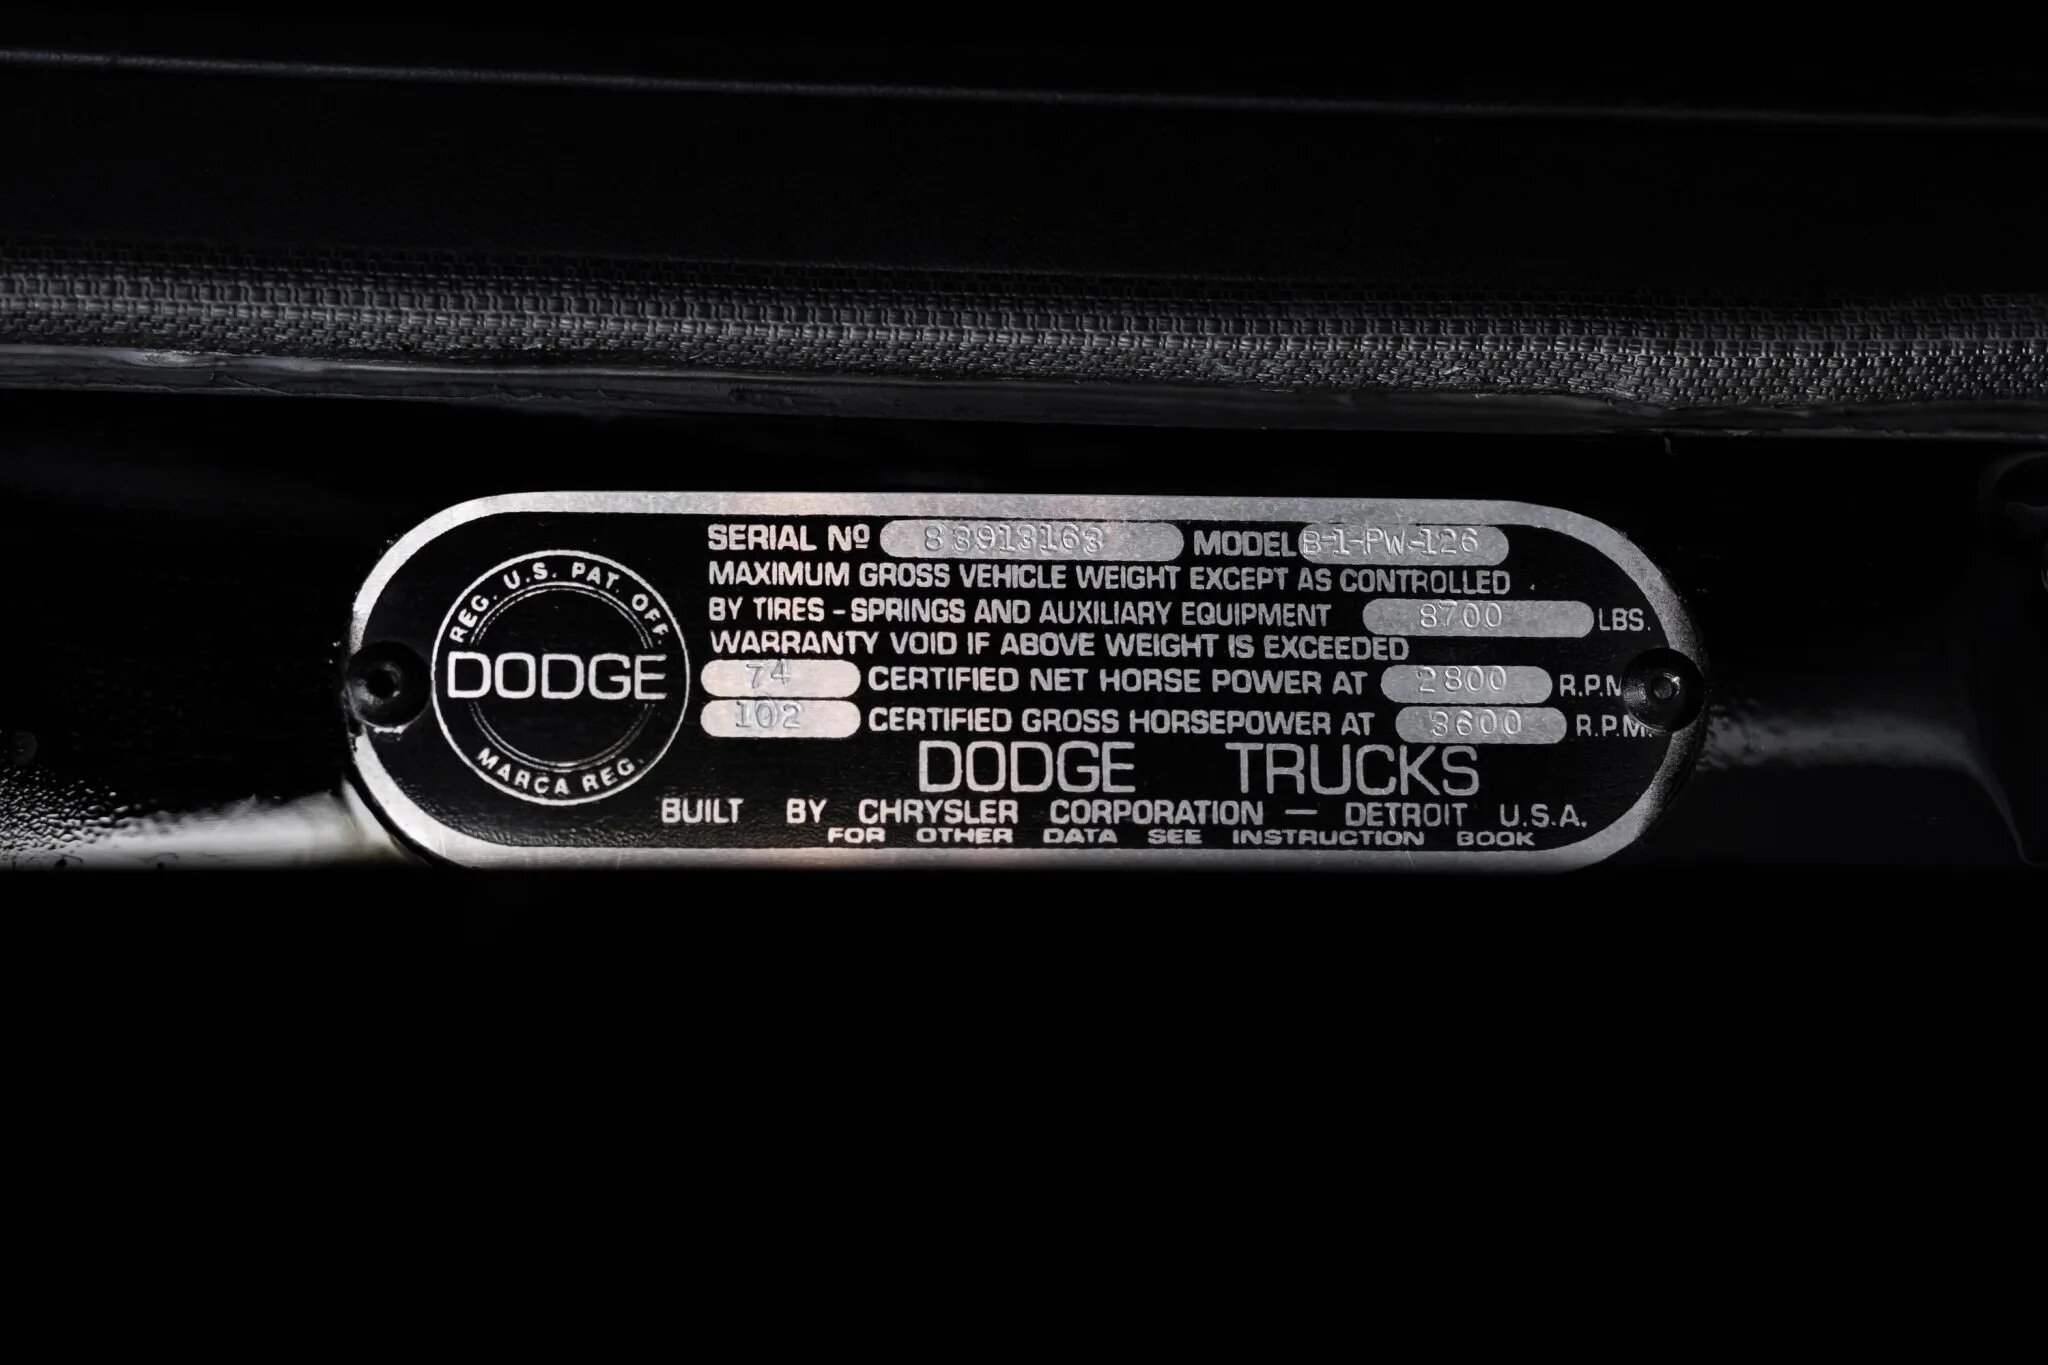 REG. U.S. PAT. OFF.
DODGE
MARCA REG.
SERIAL Nº 83913163 MODEL B-1-PW-126
MAXIMUM GROSS VEHICLE WEIGHT EXCEPT AS CONTROLLED
BY TIRES - SPRINGS AND AUXILIARY EQUIPMENT 8700 LBS.
WARRANTY VOID IF ABOVE WEIGHT IS EXCEEDED
74 CERTIFIED NET HORSE POWER AT 2800 R.P.M
102 CERTIFIED GROSS HORSEPOWER AT 3600 R.P.M.
DODGE TRUCKS
BUILT BY CHRYSLER CORPORATION — DETROIT U.S.A.
FOR OTHER DATA SEE INSTRUCTION BOOK